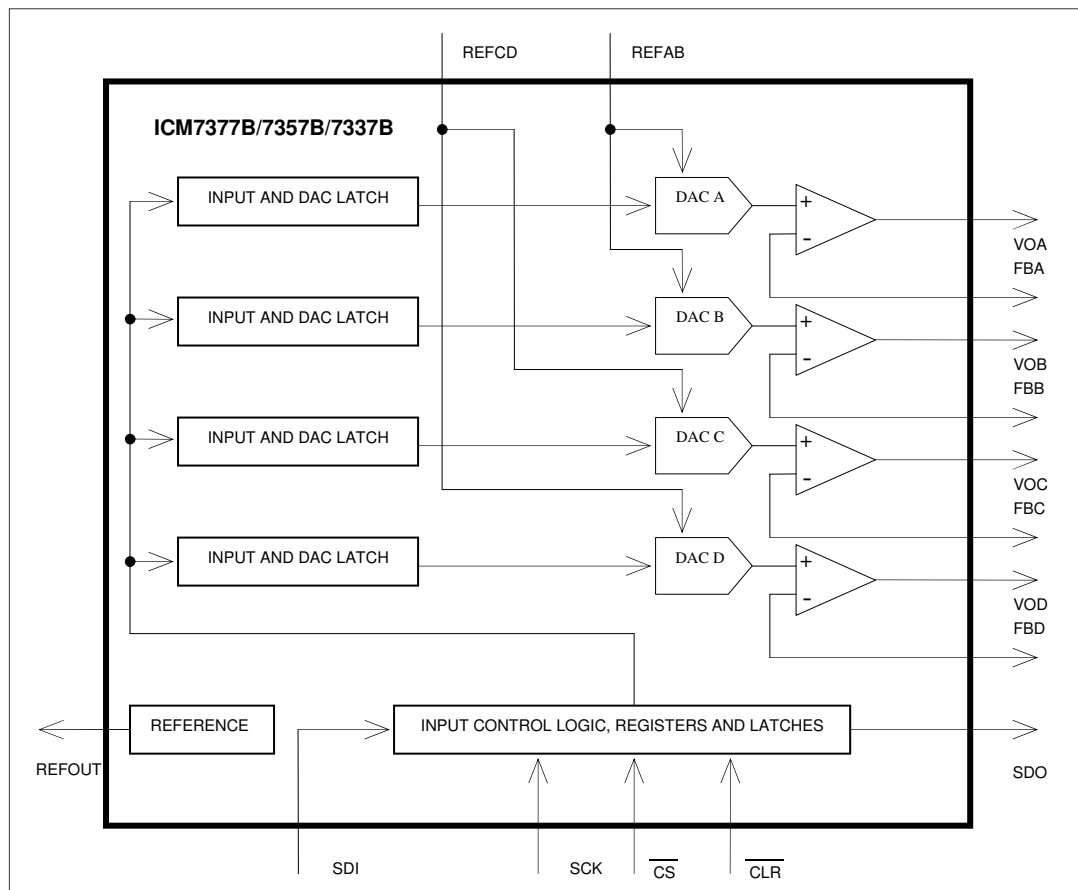 REFCD
REFAB
ICM7377B/7357B/7337B
INPUT AND DAC LATCH
DAC A
+
-
VOA
FBA
INPUT AND DAC LATCH
DAC B
+
-
VOB
FBB
INPUT AND DAC LATCH
DAC C
+
-
VOC
FBC
INPUT AND DAC LATCH
DAC D
+
-
VOD
FBD
REFERENCE
INPUT CONTROL LOGIC, REGISTERS AND LATCHES
REFOUT
SDO
SDI
SCK
C̅S̅
C̅L̅R̅